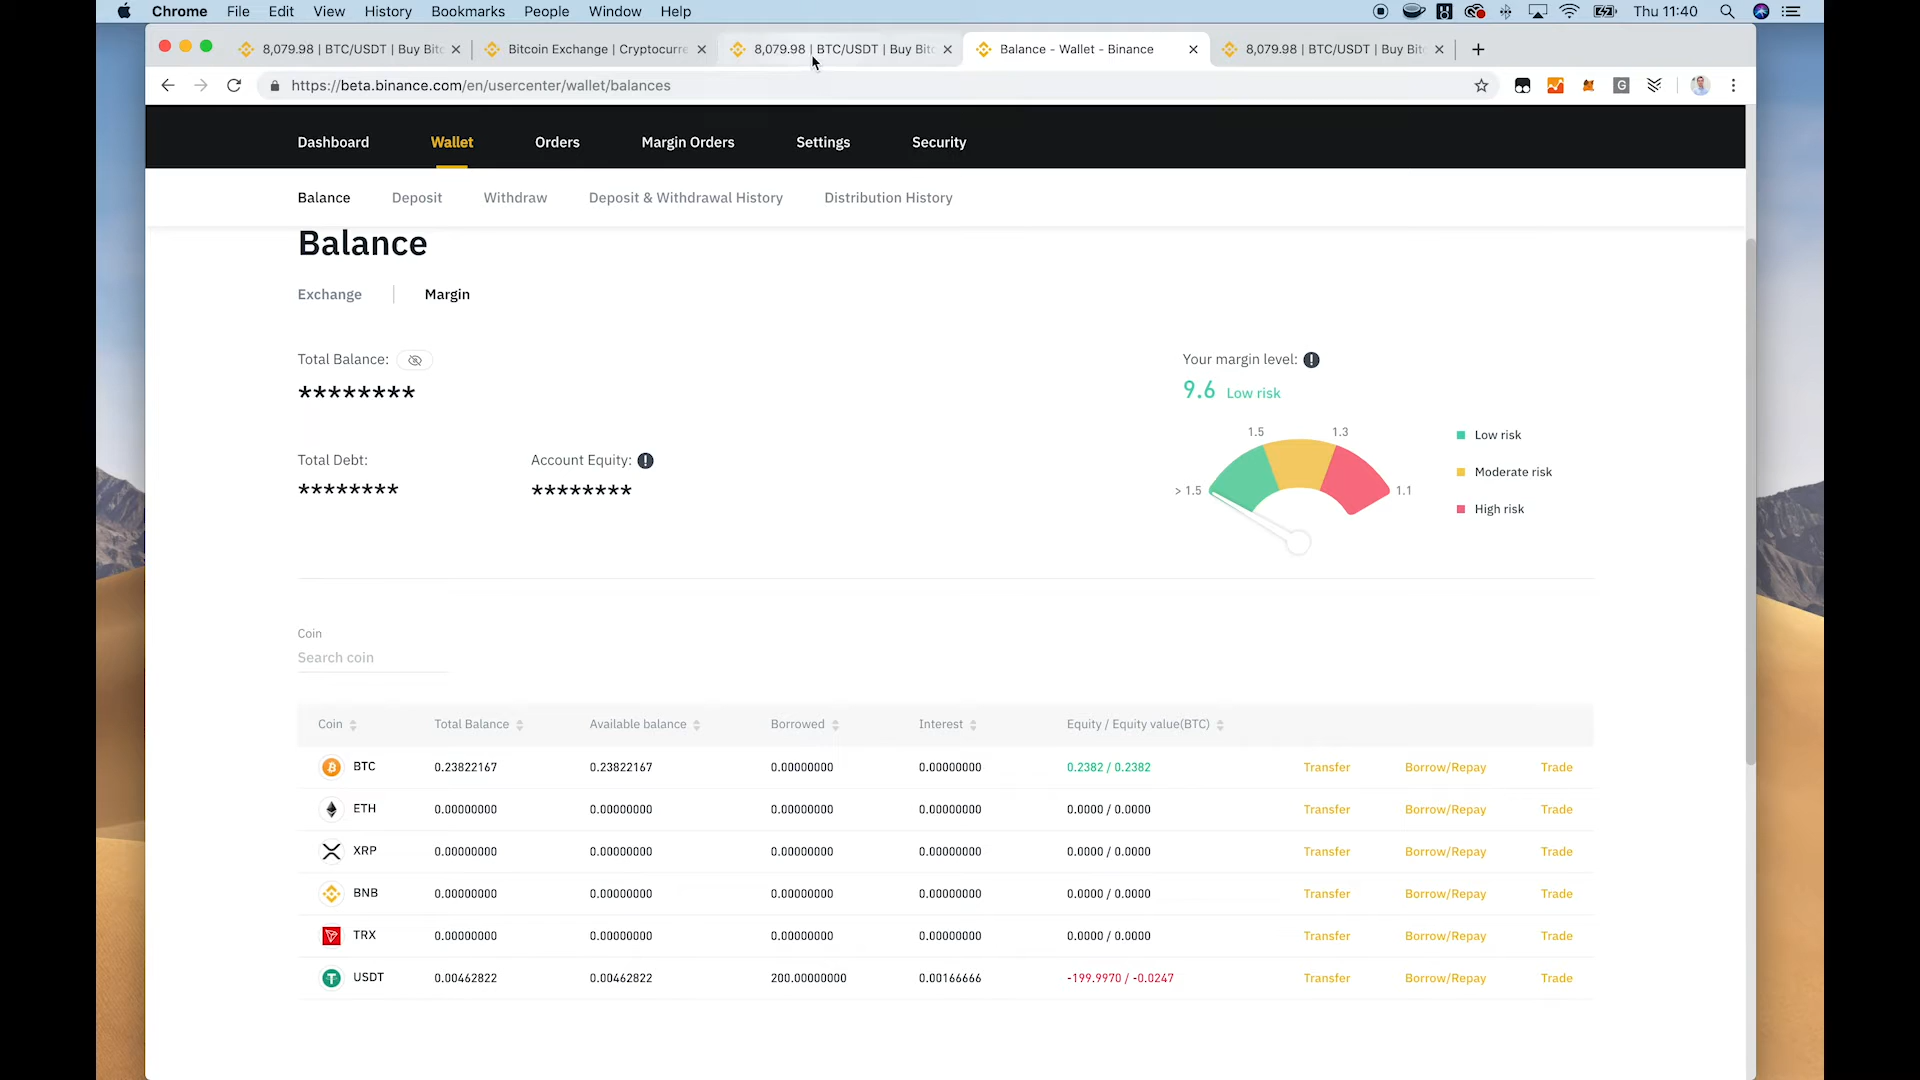 Chrome File Edit View History Bookmarks People Window Help Thu 11:40
8,079.98 | BTC/USDT | Buy Bitc Bitcoin Exchange | Cryptocurre 8,079.98 | BTC/USDT | Buy Bitc Balance - Wallet - Binance 8,079.98 | BTC/USDT | Buy Bitc
https://beta.binance.com/en/usercenter/wallet/balances
Dashboard Wallet Orders Margin Orders Settings Security
Balance Deposit Withdraw Deposit & Withdrawal History Distribution History
Balance
Exchange | Margin
Total Balance:
********
Your margin level: !
9.6 Low risk
Total Debt: Account Equity: !
******** ********
1.5 1.3
> 1.5 1.1
Low risk
Moderate risk
High risk
Coin
Search coin
Coin Total Balance Available balance Borrowed Interest Equity / Equity value(BTC)
BTC 0.23822167 0.23822167 0.00000000 0.00000000 0.2382 / 0.2382 Transfer Borrow/Repay Trade
ETH 0.00000000 0.00000000 0.00000000 0.00000000 0.0000 / 0.0000 Transfer Borrow/Repay Trade
XRP 0.00000000 0.00000000 0.00000000 0.00000000 0.0000 / 0.0000 Transfer Borrow/Repay Trade
BNB 0.00000000 0.00000000 0.00000000 0.00000000 0.0000 / 0.0000 Transfer Borrow/Repay Trade
TRX 0.00000000 0.00000000 0.00000000 0.00000000 0.0000 / 0.0000 Transfer Borrow/Repay Trade
USDT 0.00462822 0.00462822 200.00000000 0.00166666 -199.9970 / -0.0247 Transfer Borrow/Repay Trade